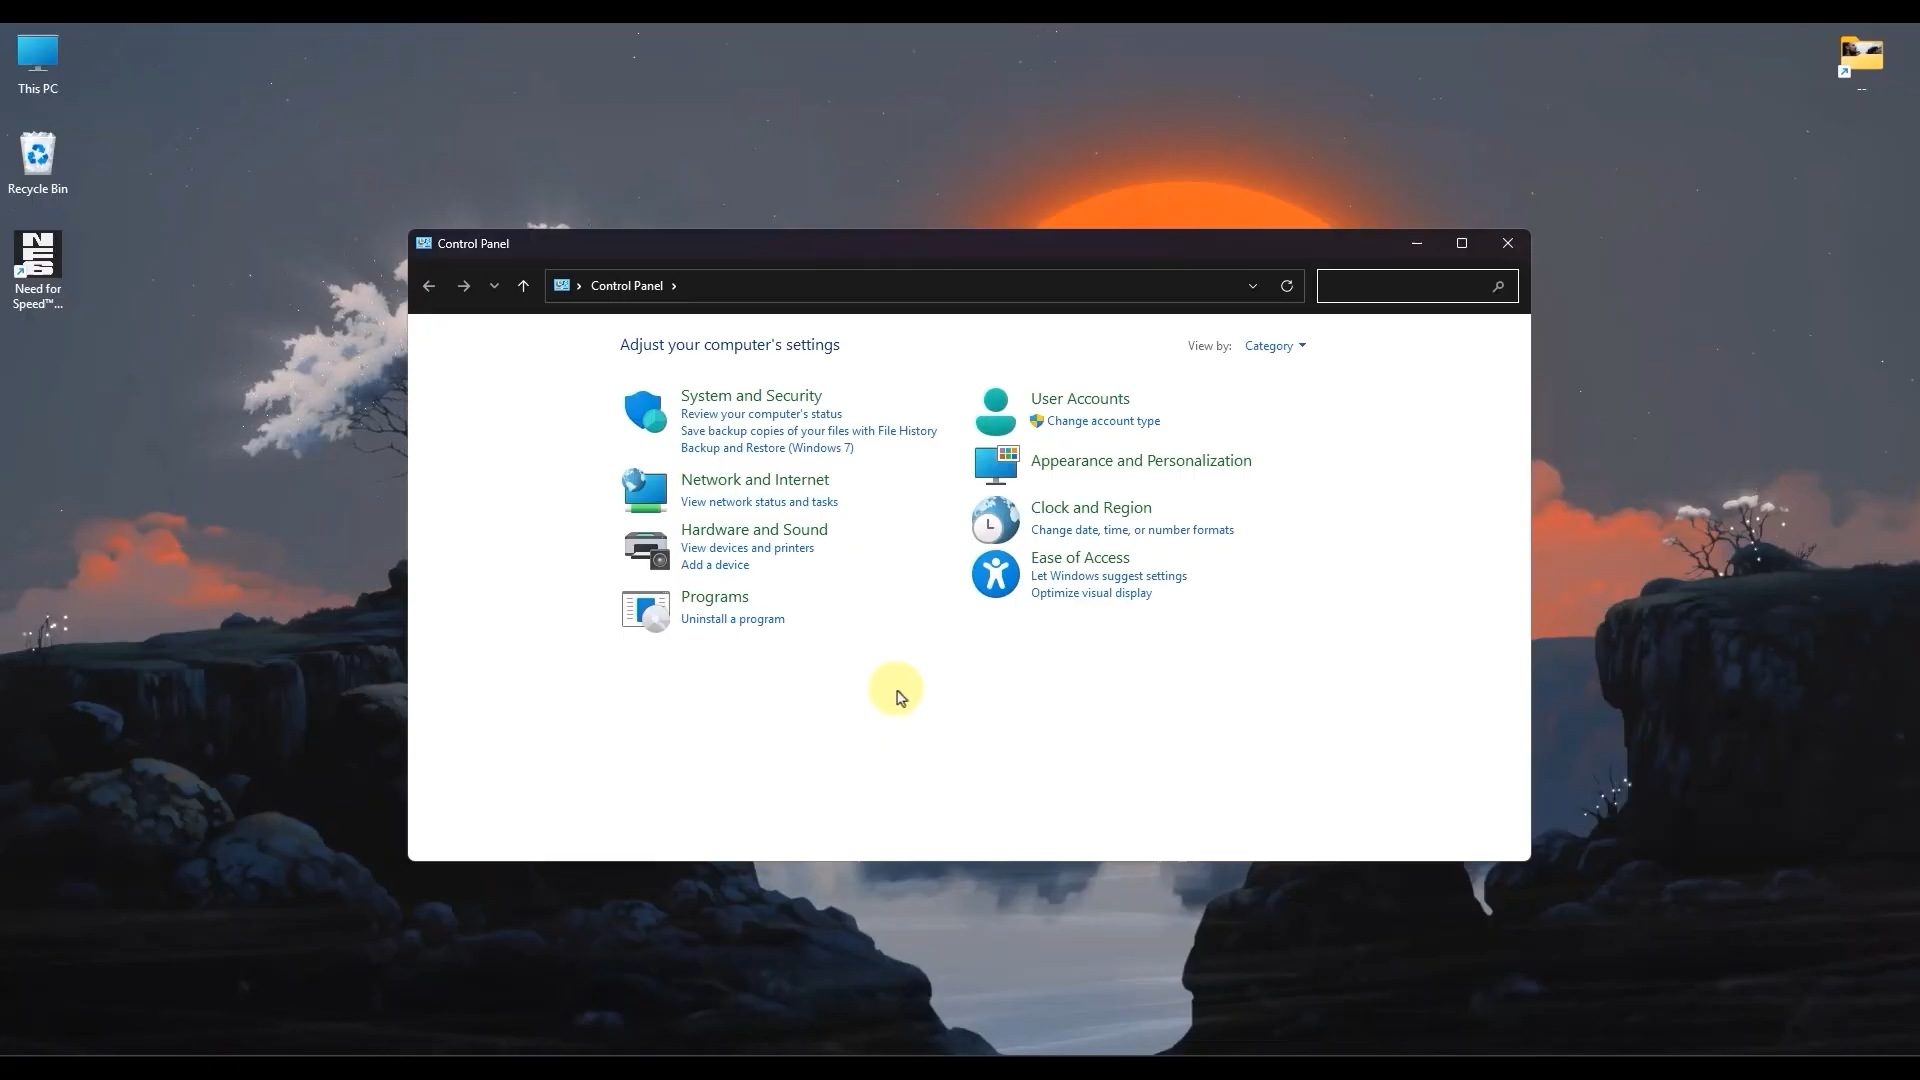 This PC
Recycle Bin
NFS
Need for
Speed™...
--
Control Panel
Control Panel
Adjust your computer's settings
View by: Category
System and Security
Review your computer's status
Save backup copies of your files with File History
Backup and Restore (Windows 7)
Network and Internet
View network status and tasks
Hardware and Sound
View devices and printers
Add a device
Programs
Uninstall a program
User Accounts
Change account type
Appearance and Personalization
Clock and Region
Change date, time, or number formats
Ease of Access
Let Windows suggest settings
Optimize visual display